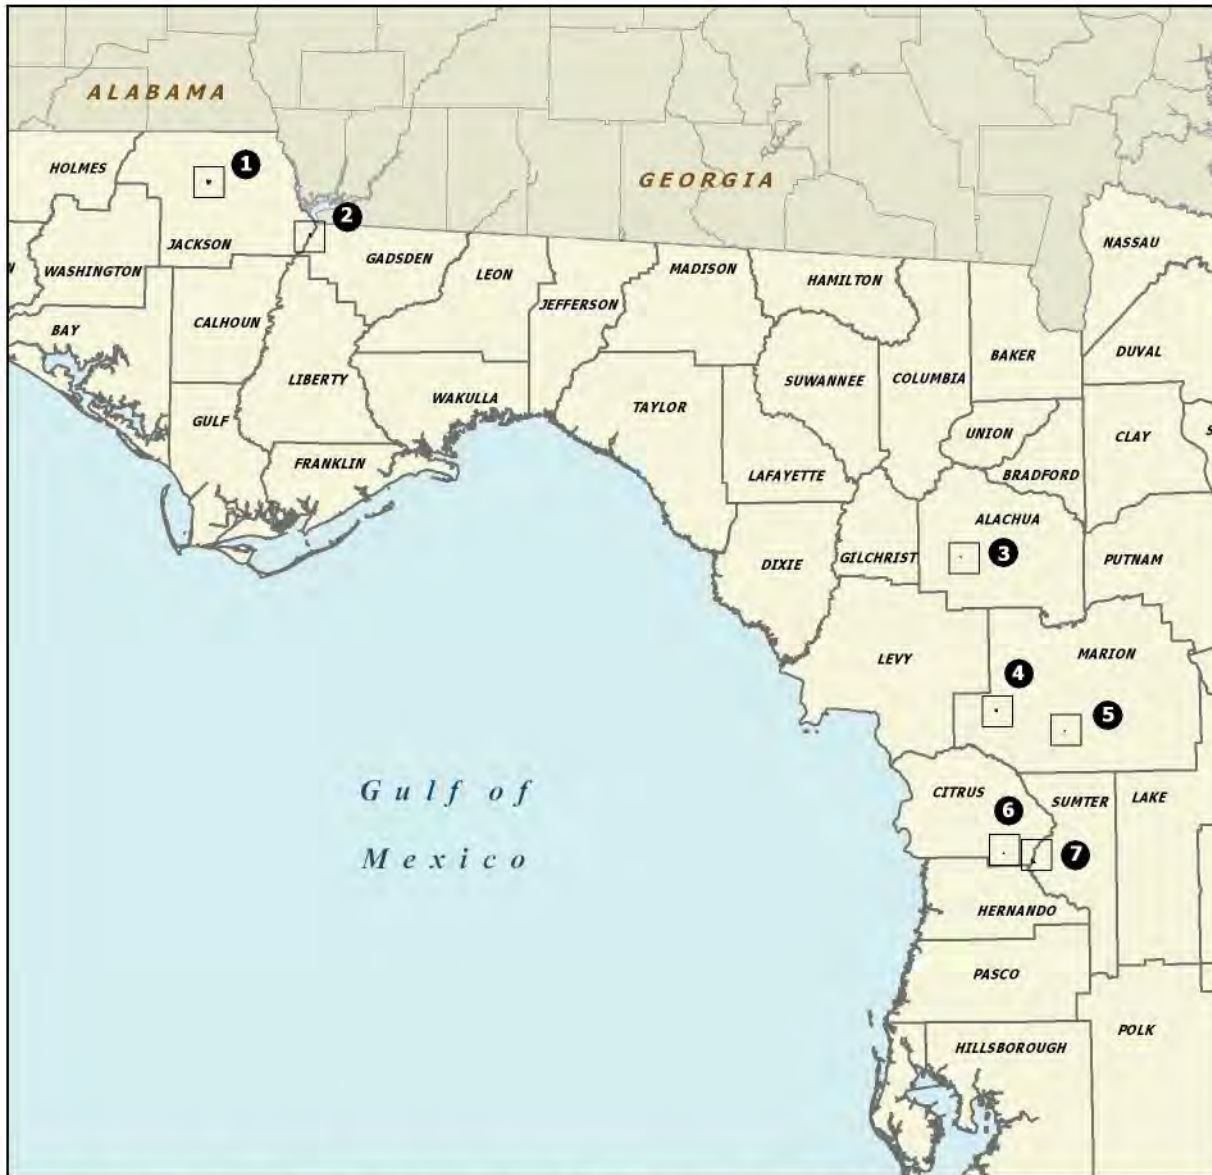 ALABAMA
HOLMES
1
GEORGIA
2
JACKSON
WASHINGTON
GADSDEN
LEON
MADISON
HAMILTON
NASSAU
JEFFERSON
BAY
CALHOUN
LIBERTY
BAKER
DUVAL
SUWANNEE
COLUMBIA
WAKULLA
TAYLOR
GULF
UNION
CLAY
FRANKLIN
LAFAYETTE
BRADFORD
ALACHUA
3
DIXIE
GILCHRIST
PUTNAM
LEVY
MARION
4
5
Gulf of
Mexico
CITRUS
SUMTER
LAKE
6
7
HERNANDO
PASCO
POLK
HILLSBOROUGH